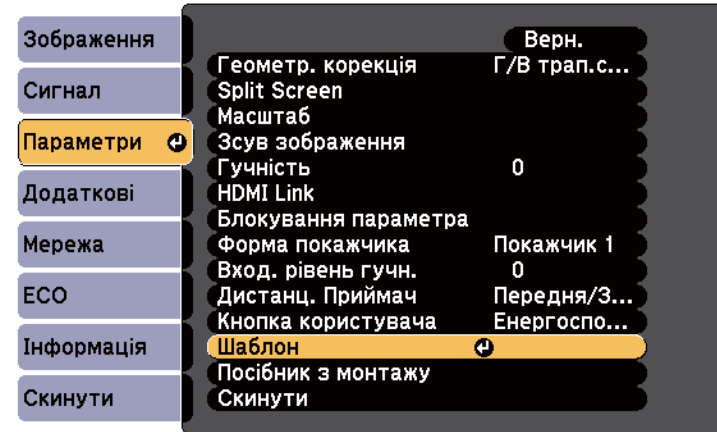 Зображення
Сигнал
Параметри
Додаткові
Мережа
ECO
Інформація
Скинути
Верн.
Геометр. корекція Г/В трап.с...
Split Screen
Масштаб
Зсув зображення
Гучність 0
HDMI Link
Блокування параметра
Форма покажчика Покажчик 1
Вход. рівень гучн. 0
Дистанц. Приймач Передня/З...
Кнопка користувача Енергоспо...
Шаблон
Посібник з монтажу
Скинути